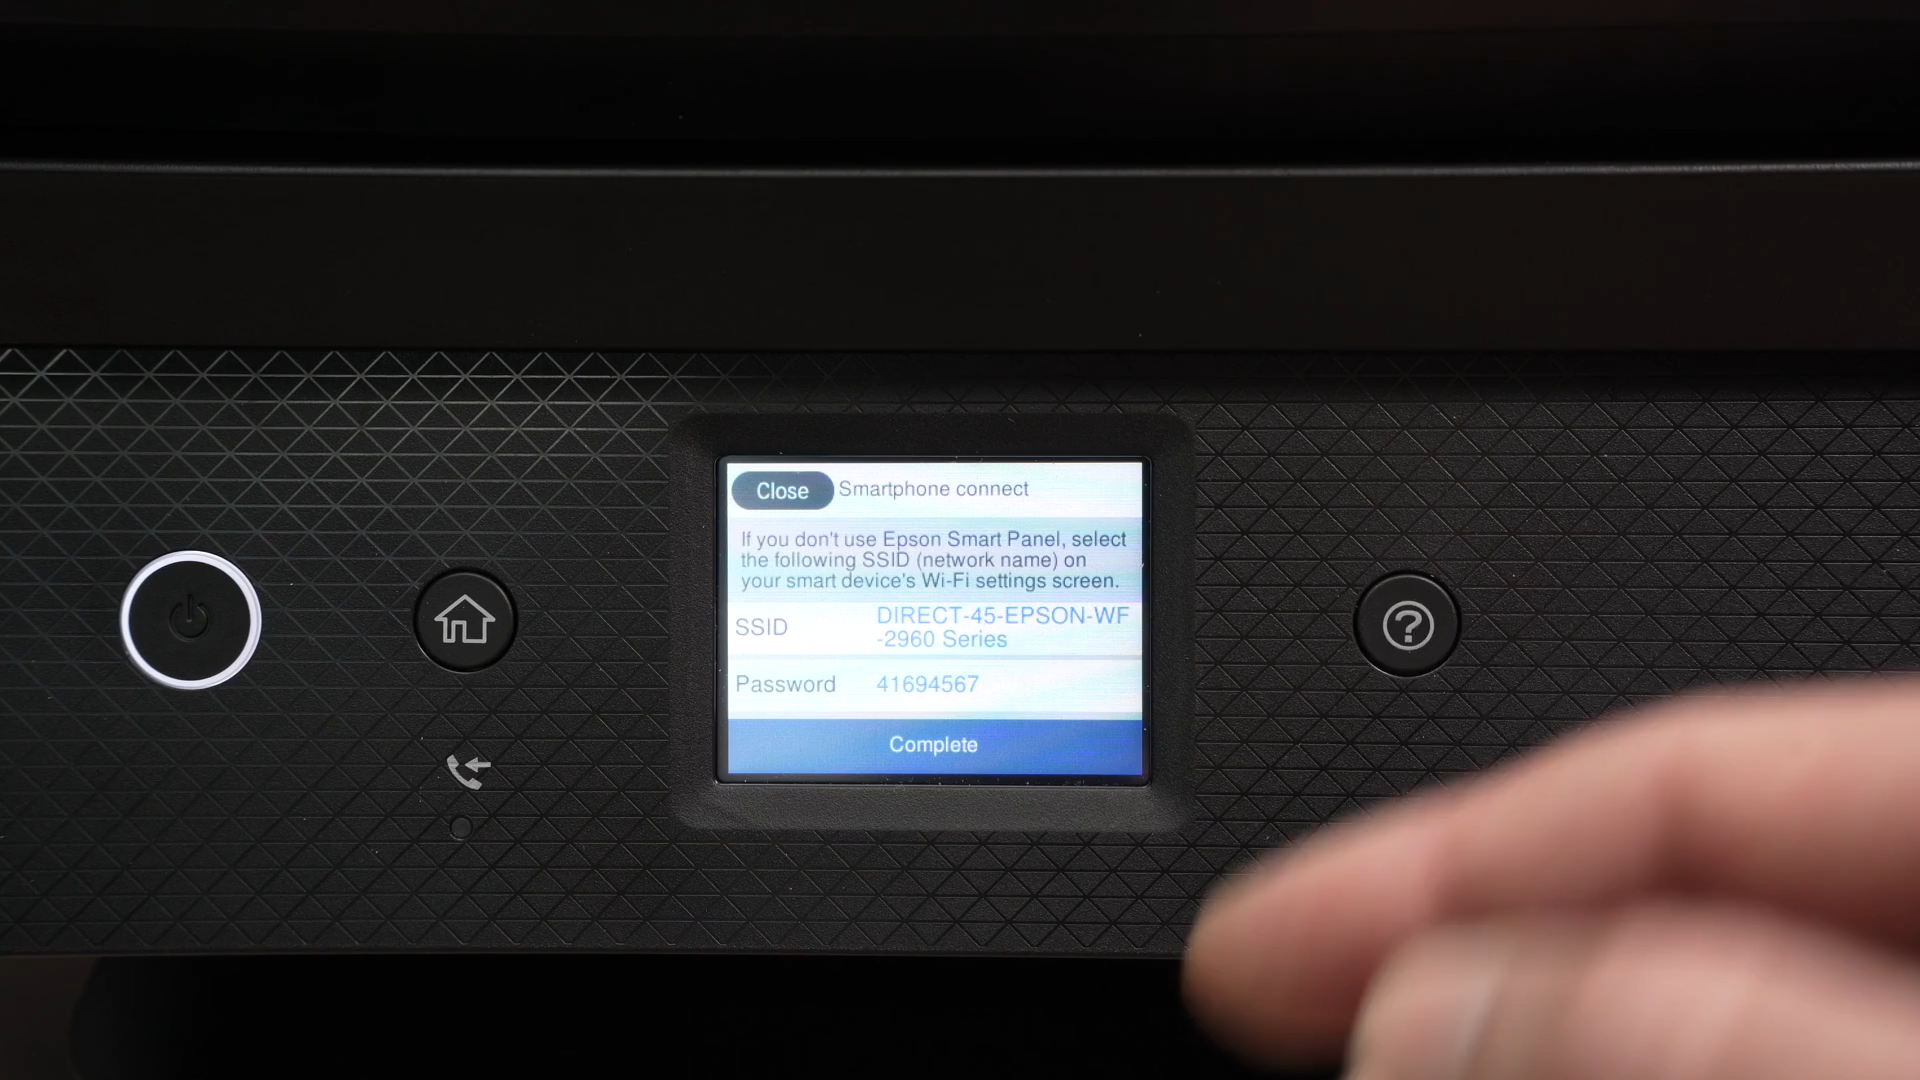 Close Smartphone connect
If you don't use Epson Smart Panel, select
the following SSID (network name) on
your smart device's Wi-Fi settings screen.
SSID DIRECT-45-EPSON-WF
-2960 Series
Password 41694567
Complete
?